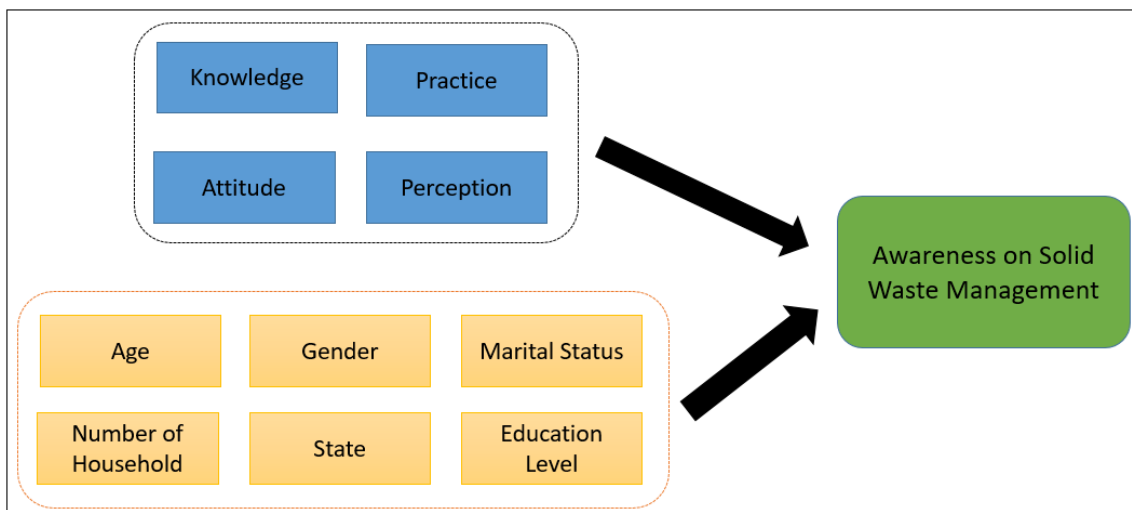 Knowledge
Practice
Attitude
Perception
Awareness on Solid
Waste Management
Age
Gender
Marital Status
Number of
Household
State
Education
Level